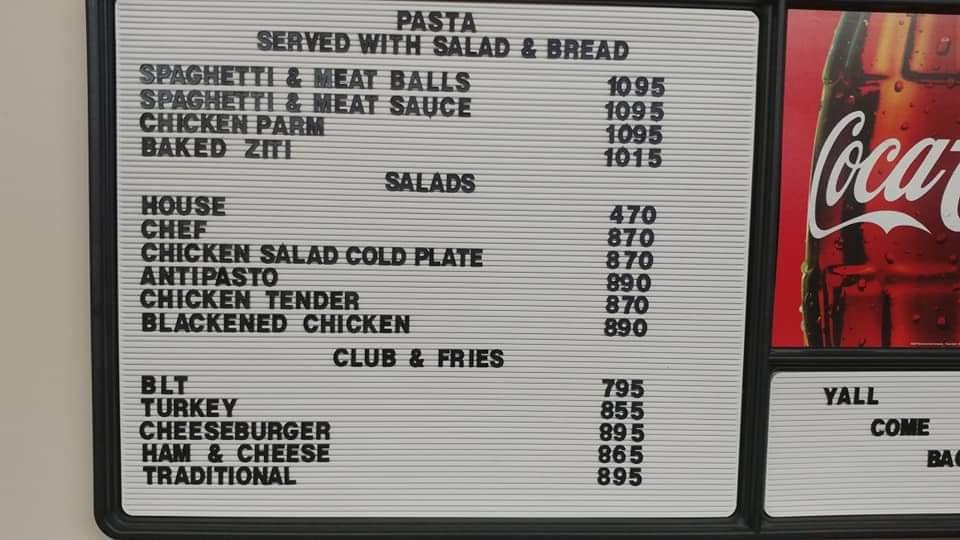 PASTA
SERVED WITH SALAD & BREAD
SPAGHETTI & MEAT BALLS 1095
SPAGHETTI & MEAT SAUCE 1095
CHICKEN PARM 1095
BAKED ZITI 1015
SALADS
HOUSE 470
CHEF 870
CHICKEN SALAD COLD PLATE 870
ANTIPASTO 890
CHICKEN TENDER 870
BLACKENED CHICKEN 890
CLUB & FRIES
BLT 795
TURKEY 855
CHEESEBURGER 895
HAM & CHEESE 865
TRADITIONAL 895
Coca
YALL
COME